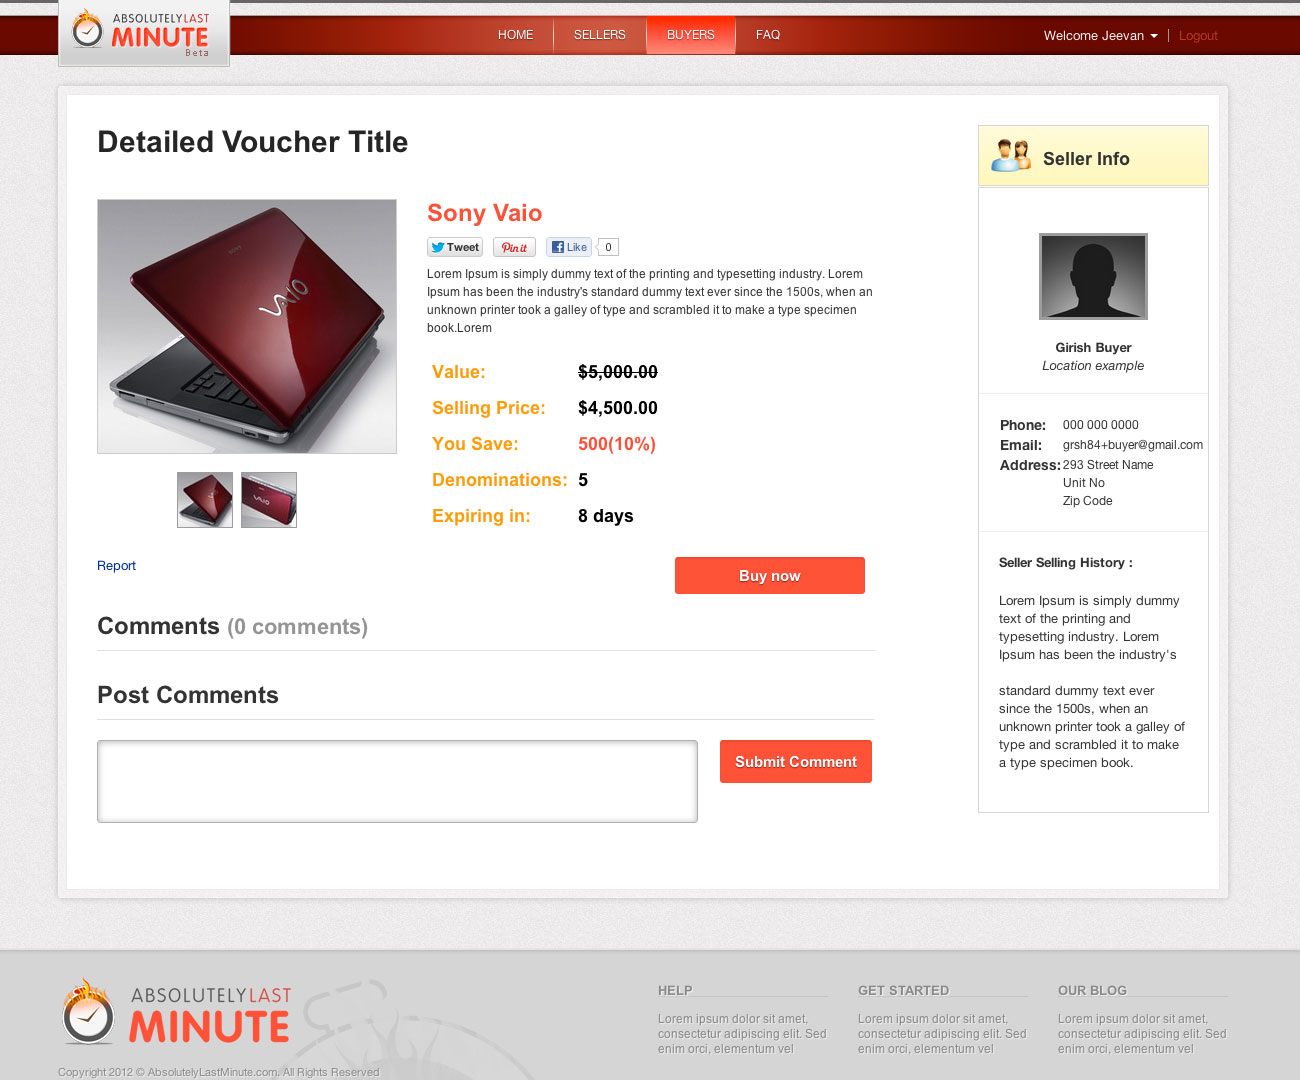 ABSOLUTELYLAST
MINUTE
Beta
HOME
SELLERS
BUYERS
FAQ
Welcome Jeevan
Logout
Detailed Voucher Title
VAIO
VAIO
Report
Sony Vaio
Tweet
Pin it
Like
0
Lorem Ipsum is simply dummy text of the printing and typesetting industry. Lorem
Ipsum has been the industry's standard dummy text ever since the 1500s, when an
unknown printer took a galley of type and scrambled it to make a type specimen
book.Lorem
Value: $5,000.00
Selling Price: $4,500.00
You Save: 500(10%)
Denominations: 5
Expiring in: 8 days
Buy now
Comments (0 comments)
Post Comments
Submit Comment
Seller Info
Girish Buyer
Location example
Phone: 000 000 0000
Email: grsh84+buyer@gmail.com
Address: 293 Street Name
Unit No
Zip Code
Seller Selling History :
Lorem Ipsum is simply dummy
text of the printing and
typesetting industry. Lorem
Ipsum has been the industry's
standard dummy text ever
since the 1500s, when an
unknown printer took a galley of
type and scrambled it to make
a type specimen book.
ABSOLUTELYLAST
MINUTE
Copyright 2012 © AbsolutelyLastMinute.com. All Rights Reserved
HELP
Lorem ipsum dolor sit amet,
consectetur adipiscing elit. Sed
enim orci, elementum vel
GET STARTED
Lorem ipsum dolor sit amet,
consectetur adipiscing elit. Sed
enim orci, elementum vel
OUR BLOG
Lorem ipsum dolor sit amet,
consectetur adipiscing elit. Sed
enim orci, elementum vel